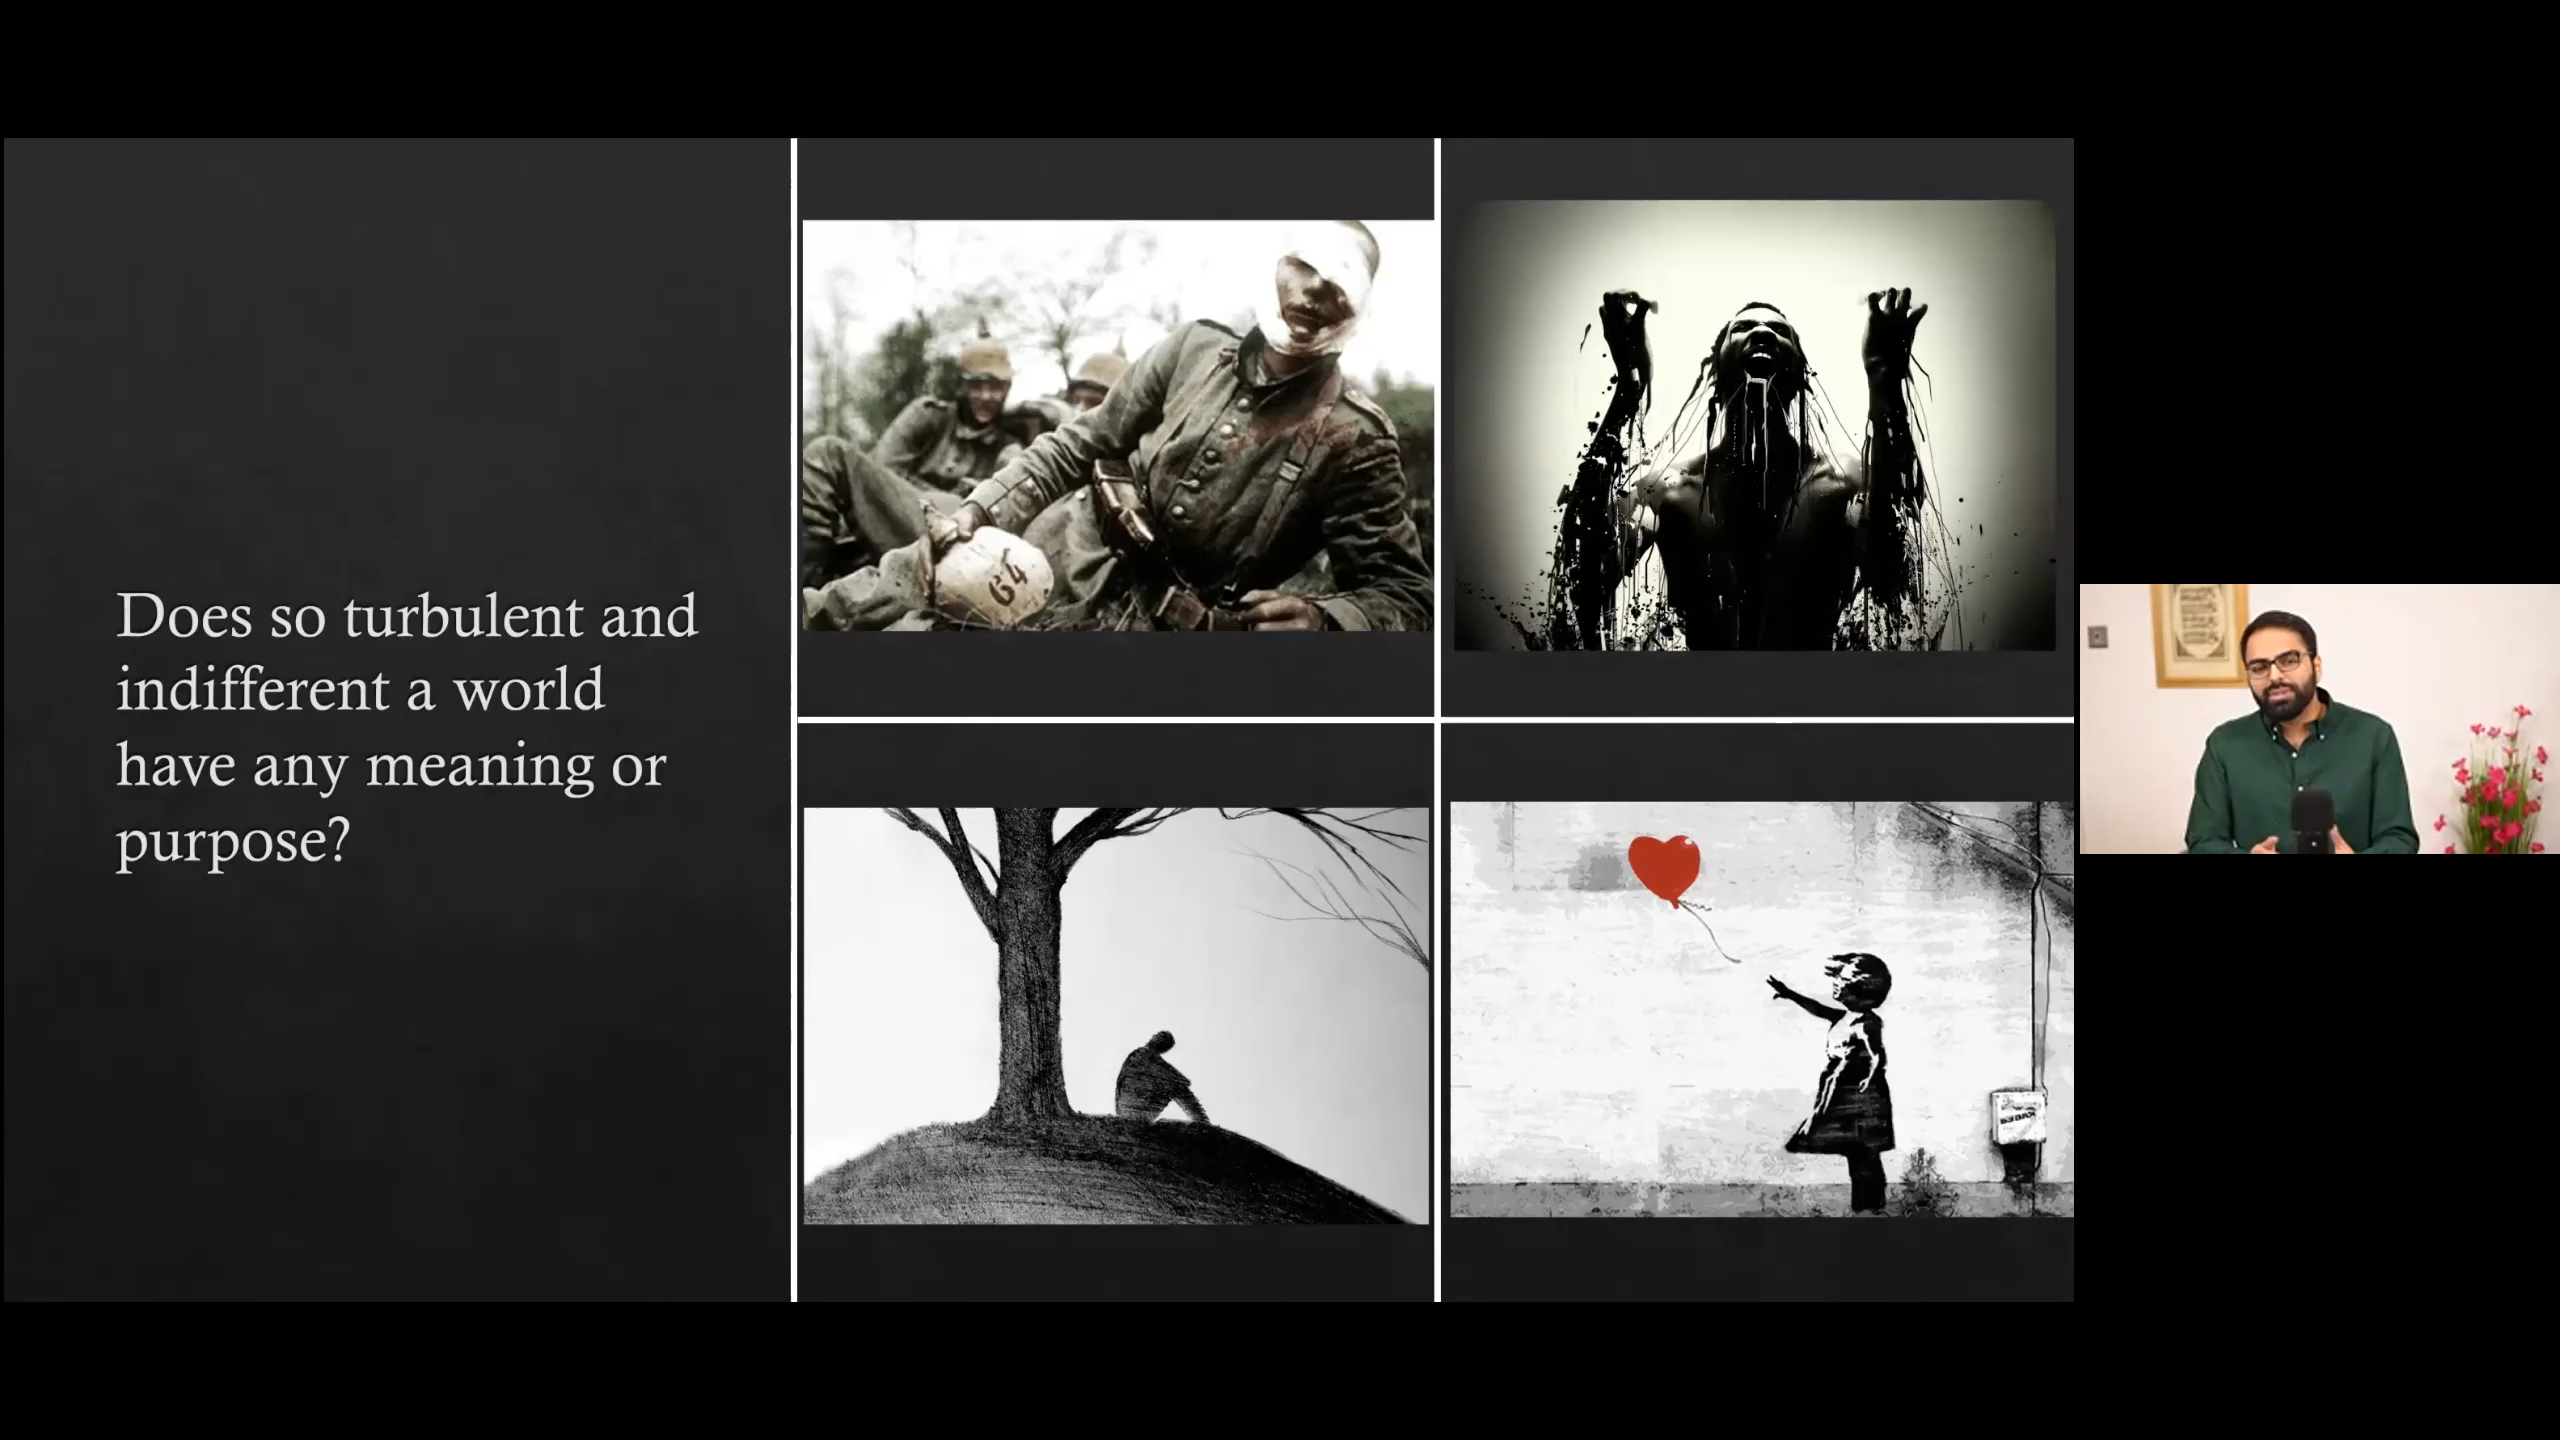 Does so turbulent and
indifferent a world
have any meaning or
purpose?
64